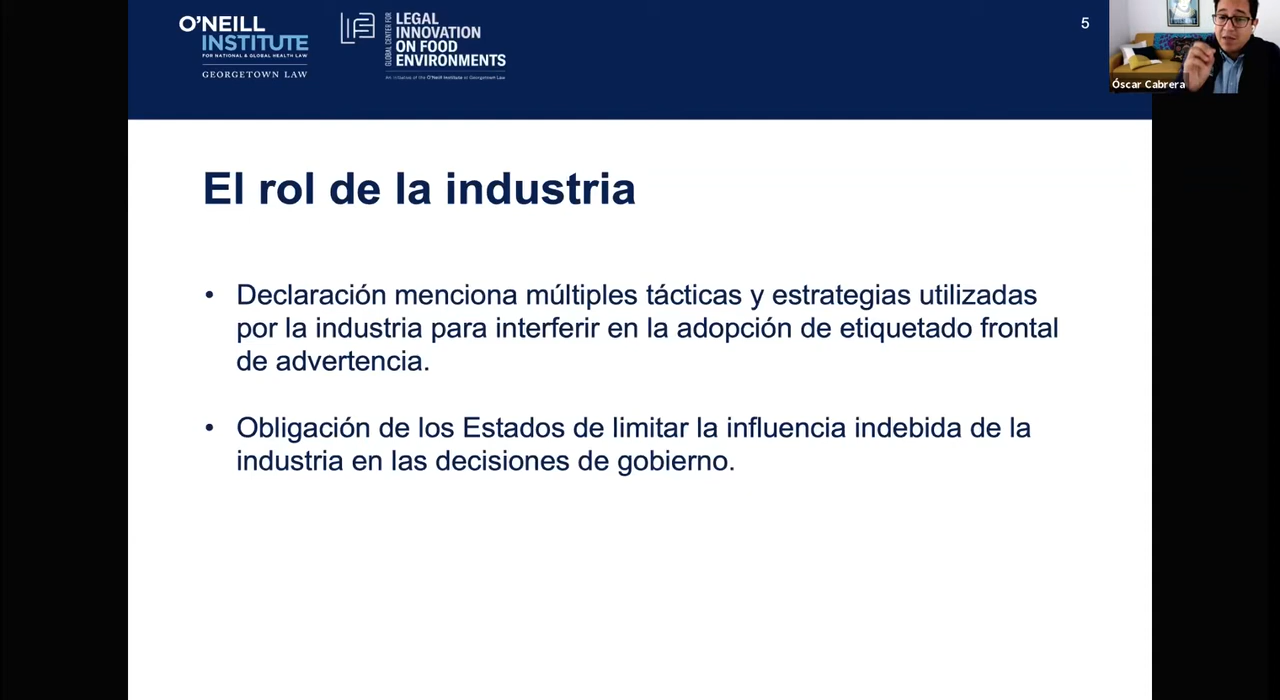 O'NEILL
INSTITUTE
FOR NATIONAL & GLOBAL HEALTH LAW
GEORGETOWN LAW
GLOBAL CENTER FOR
LEGAL
INNOVATION
ON FOOD
ENVIRONMENTS
An initiative of the O'Neill Institute at Georgetown Law
5
Óscar Cabrera
El rol de la industria
• Declaración menciona múltiples tácticas y estrategias utilizadas
por la industria para interferir en la adopción de etiquetado frontal
de advertencia.
• Obligación de los Estados de limitar la influencia indebida de la
industria en las decisiones de gobierno.